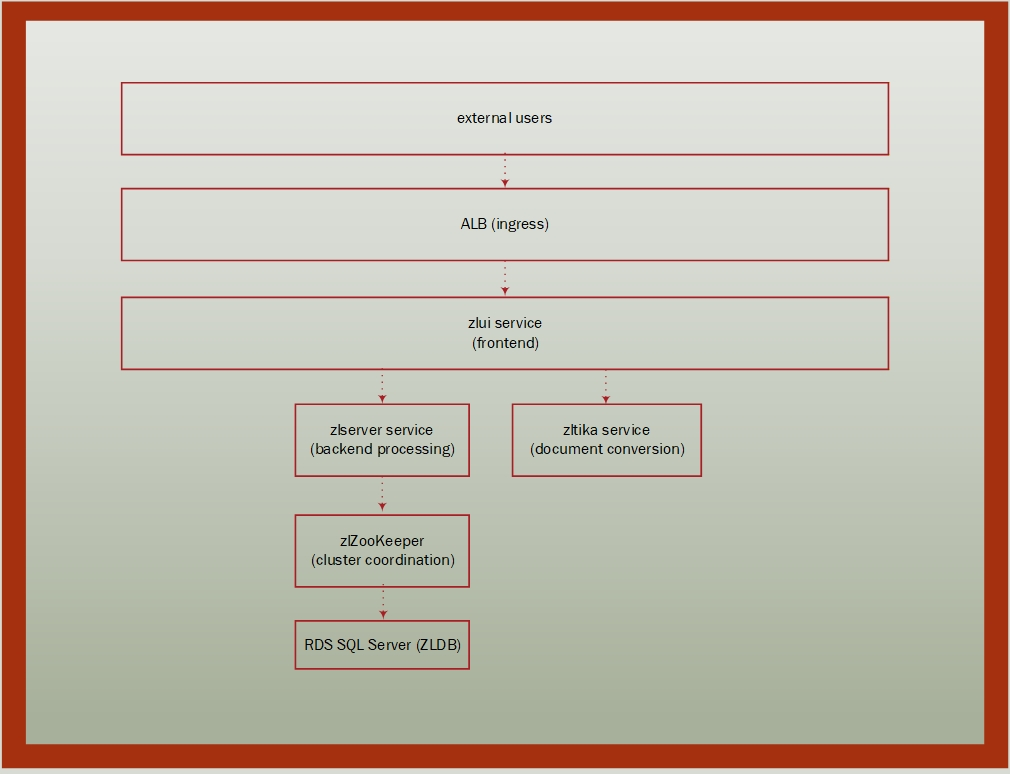 external users
ALB (ingress)
zlui service
(frontend)
zlserver service
(backend processing)
zltika service
(document conversion)
zlZooKeeper
(cluster coordination)
RDS SQL Server (ZLDB)